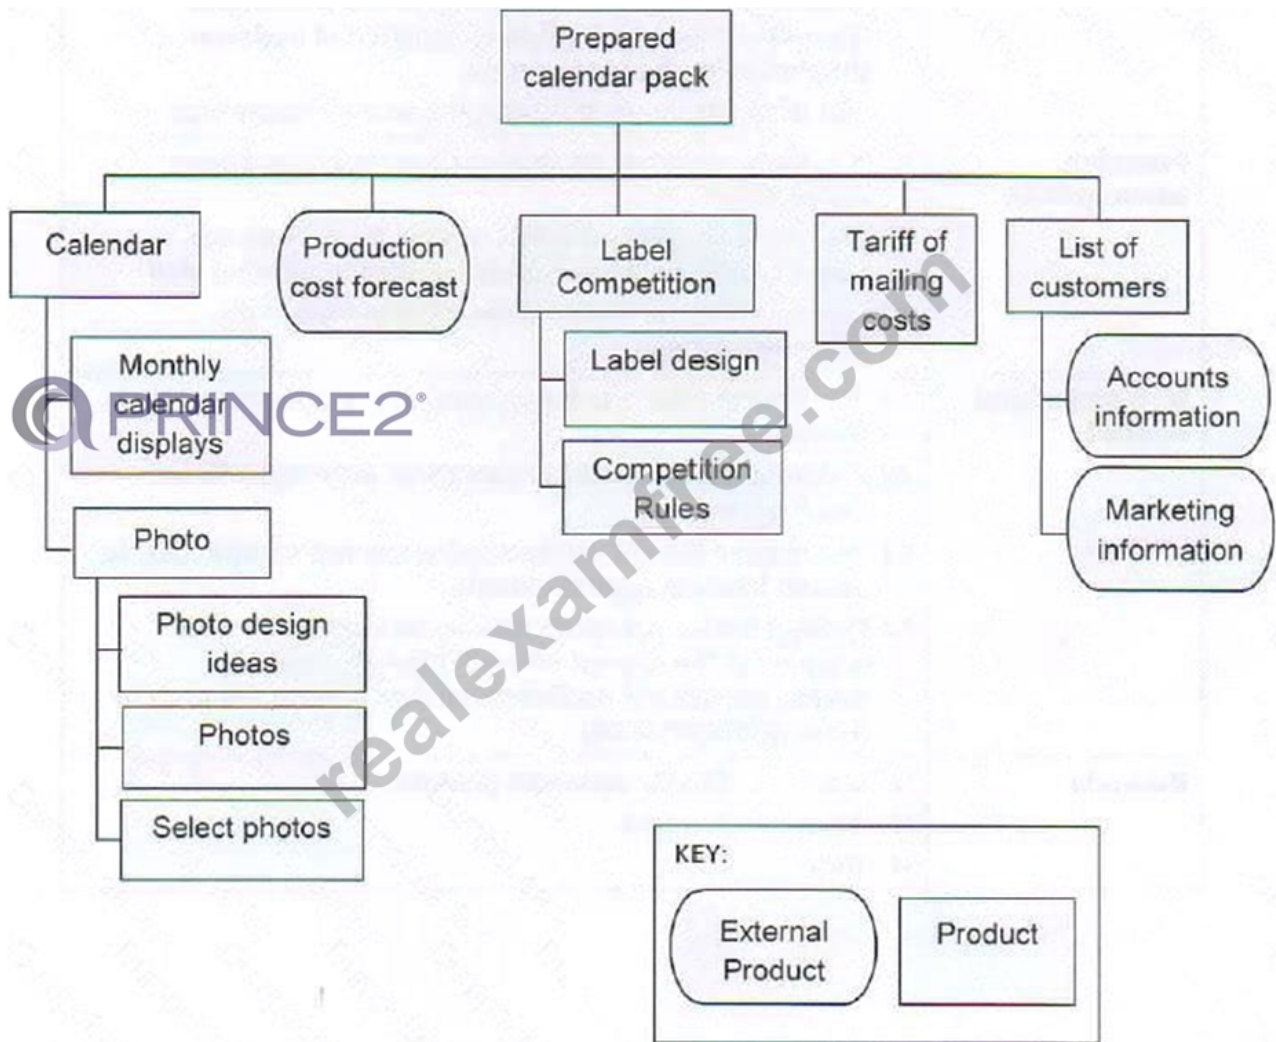 Prepared
calendar pack
Calendar
Production
cost forecast
Label
Competition
Tariff of
mailing
costs
List of
customers
Monthly
calendar
displays
Label design
Accounts
information
PRINCE2®
Competition
Rules
Photo
Marketing
information
Photo design
ideas
Photos
Select photos
realexamfree.com
KEY:
External
Product
Product